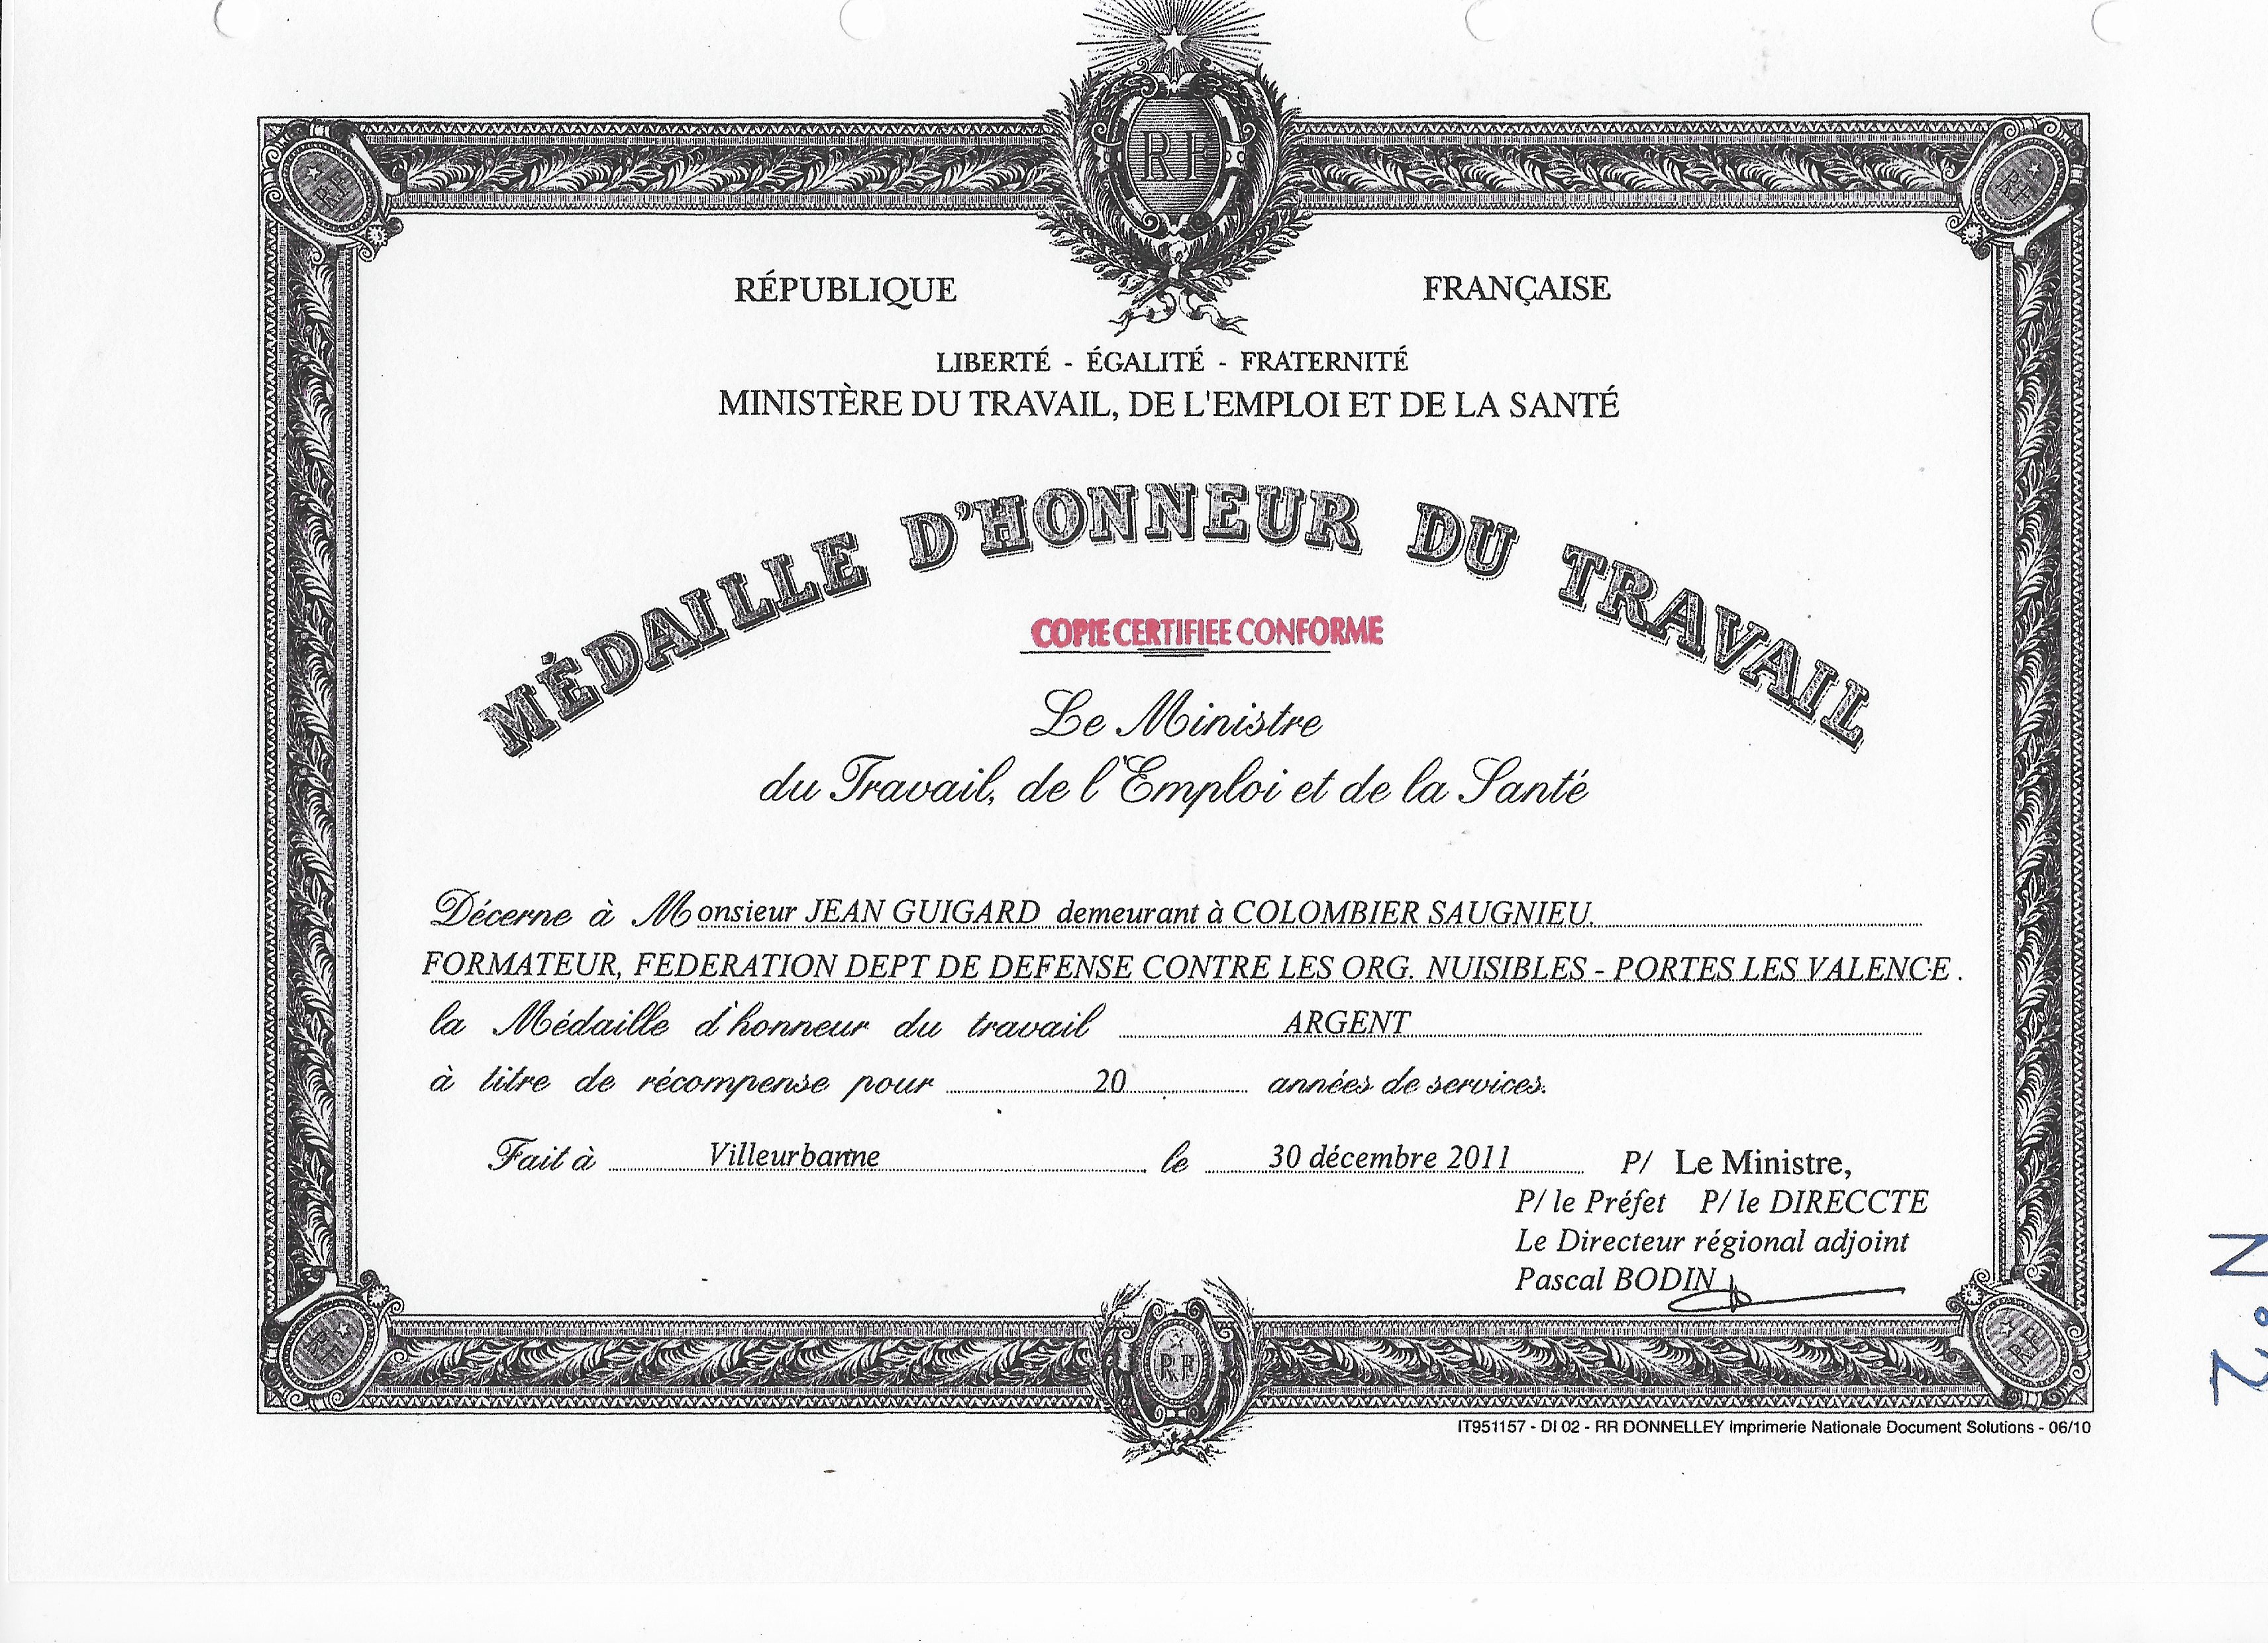 RF
RF
RF
RÉPUBLIQUE FRANÇAISE
LIBERTÉ - ÉGALITÉ - FRATERNITÉ
MINISTÈRE DU TRAVAIL, DE L'EMPLOI ET DE LA SANTÉ
MÉDAILLE D'HONNEUR DU TRAVAIL
COPIE CERTIFIEE CONFORME
Le Ministre
du Travail, de l'Emploi et de la Santé
Décerne à Monsieur JEAN GUIGARD demeurant à COLOMBIER SAUGNIEU.
FORMATEUR, FEDERATION DEPT DE DEFENSE CONTRE LES ORG. NUISIBLES - PORTES LES VALENCE.
la Médaille d'honneur du travail ARGENT
à titre de récompense pour 20 années de services.
Fait à Villeurbanne le 30 décembre 2011 P/ Le Ministre,
P/ le Préfet P/ le DIRECCTE
Le Directeur régional adjoint
Pascal BODIN
RF
RF
RF
IT951157 - DI 02 - RR DONNELLEY Imprimerie Nationale Document Solutions - 06/10
N°2